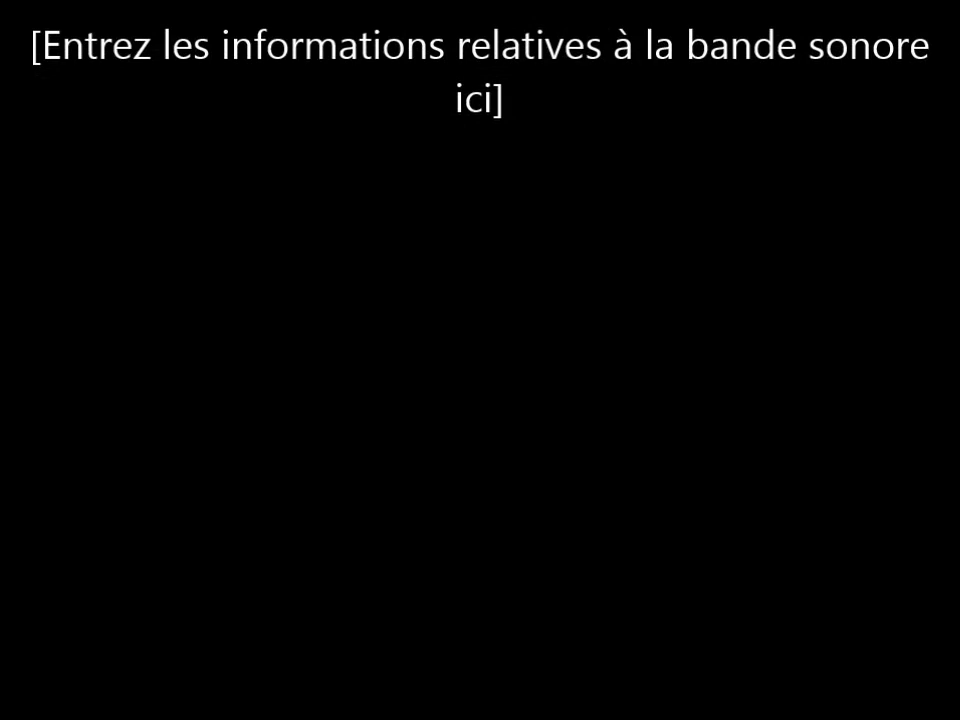 [Entrez les informations relatives à la bande sonore
ici]